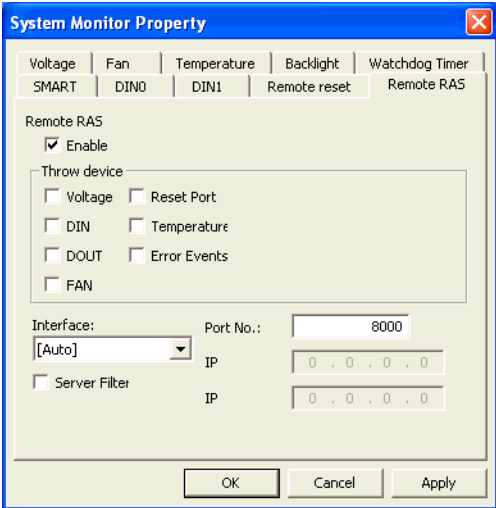 System Monitor Property
Voltage Fan Temperature Backlight Watchdog Timer
SMART DIN0 DIN1 Remote reset Remote RAS
Remote RAS
Enable
Throw device
Voltage Reset Port
DIN Temperature
DOUT Error Events
FAN
Interface: Port No.: 8000
[Auto] IP 0 . 0 . 0 . 0
Server Filter IP 0 . 0 . 0 . 0
OK Cancel Apply